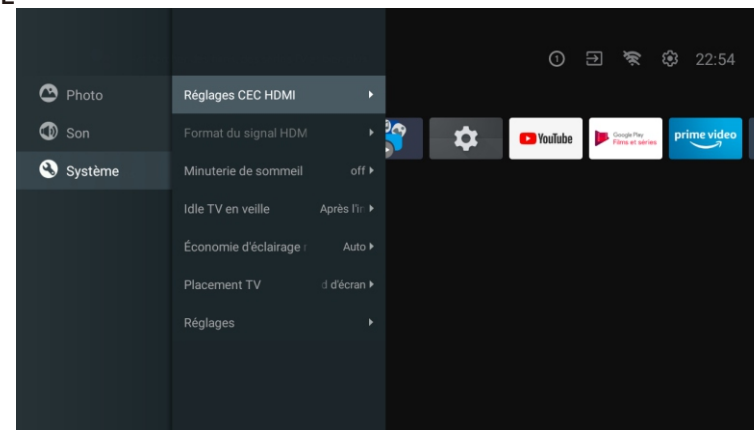 22:54
Photo
Son
Système
Réglages CEC HDMI
Format du signal HDM
Minuterie de sommeil off
Idle TV en veille Après l'in
Économie d'éclairage Auto
Placement TV d d'écran
Réglages
YouTube
Google Play
Films et séries
prime video